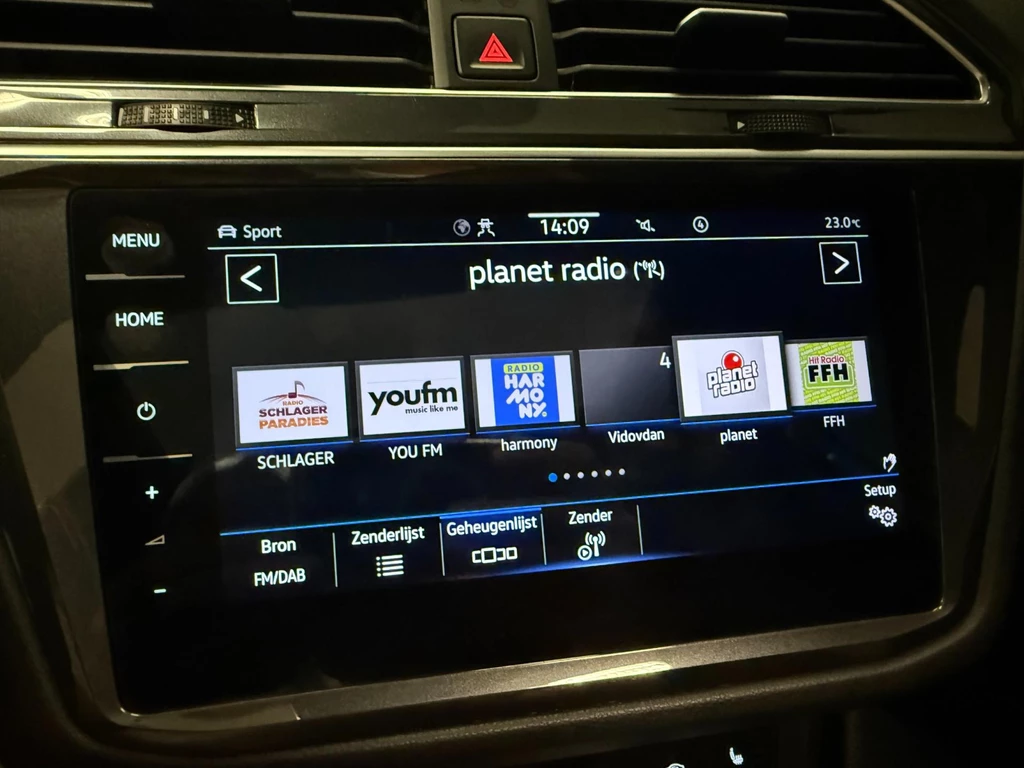 MENU
HOME
+
-
Sport
14:09
4
23.0°C
<
planet radio
>
RADIO
SCHLAGER
PARADIES
SCHLAGER
youfm
music like me
YOU FM
RADIO
HAR
MO
NY.
harmony
4
Vidovdan
planet
radio
planet
Hit Radio
FFH
FFH
Setup
Bron
FM/DAB
Zenderlijst
Geheugenlijst
Zender